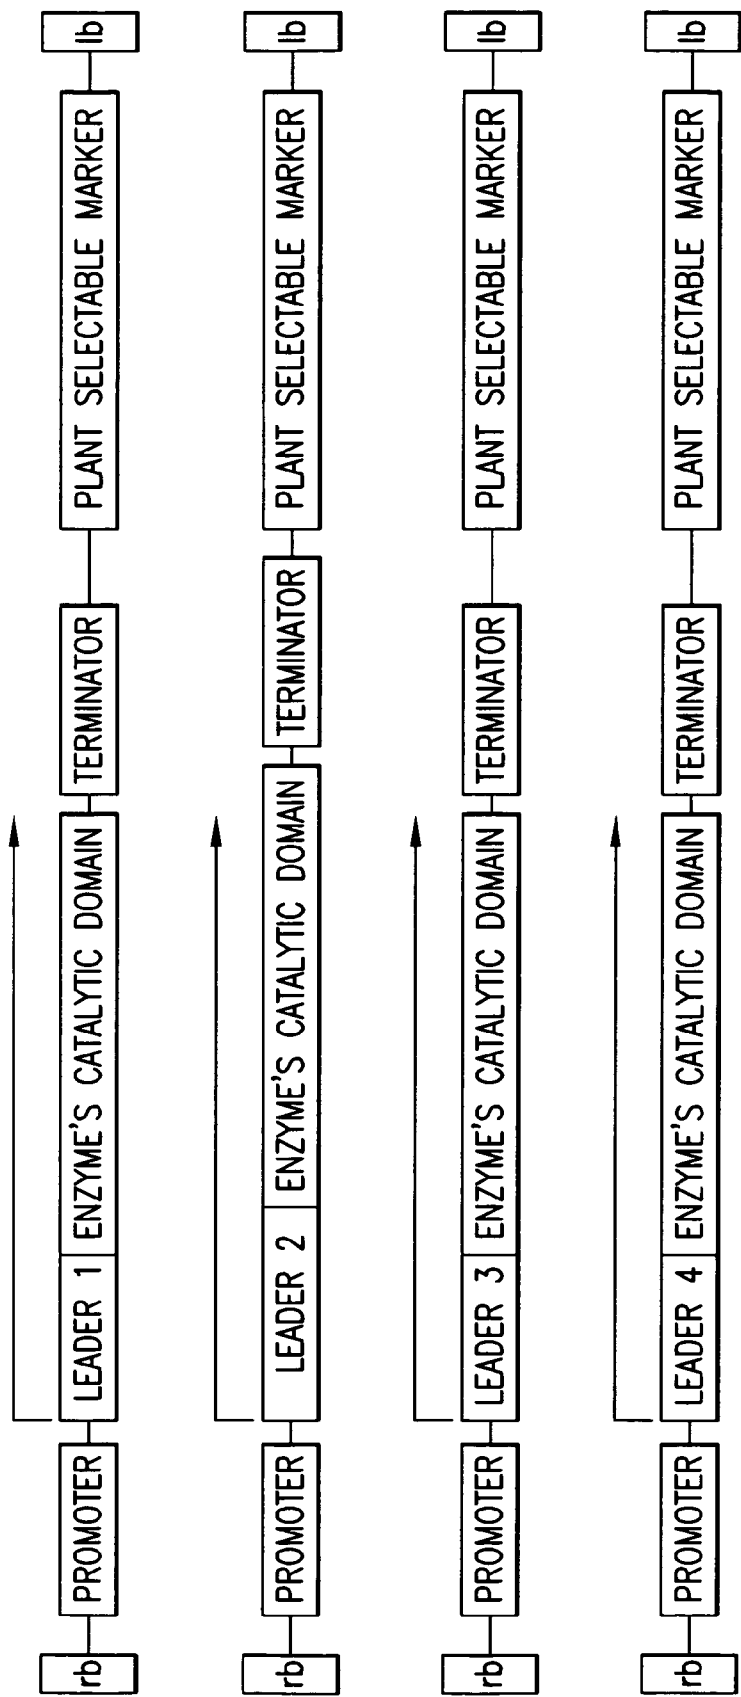 rb PROMOTER LEADER 1 ENZYME'S CATALYTIC DOMAIN TERMINATOR PLANT SELECTABLE MARKER lb
rb PROMOTER LEADER 2 ENZYME'S CATALYTIC DOMAIN TERMINATOR PLANT SELECTABLE MARKER lb
rb PROMOTER LEADER 3 ENZYME'S CATALYTIC DOMAIN TERMINATOR PLANT SELECTABLE MARKER lb
rb PROMOTER LEADER 4 ENZYME'S CATALYTIC DOMAIN TERMINATOR PLANT SELECTABLE MARKER lb